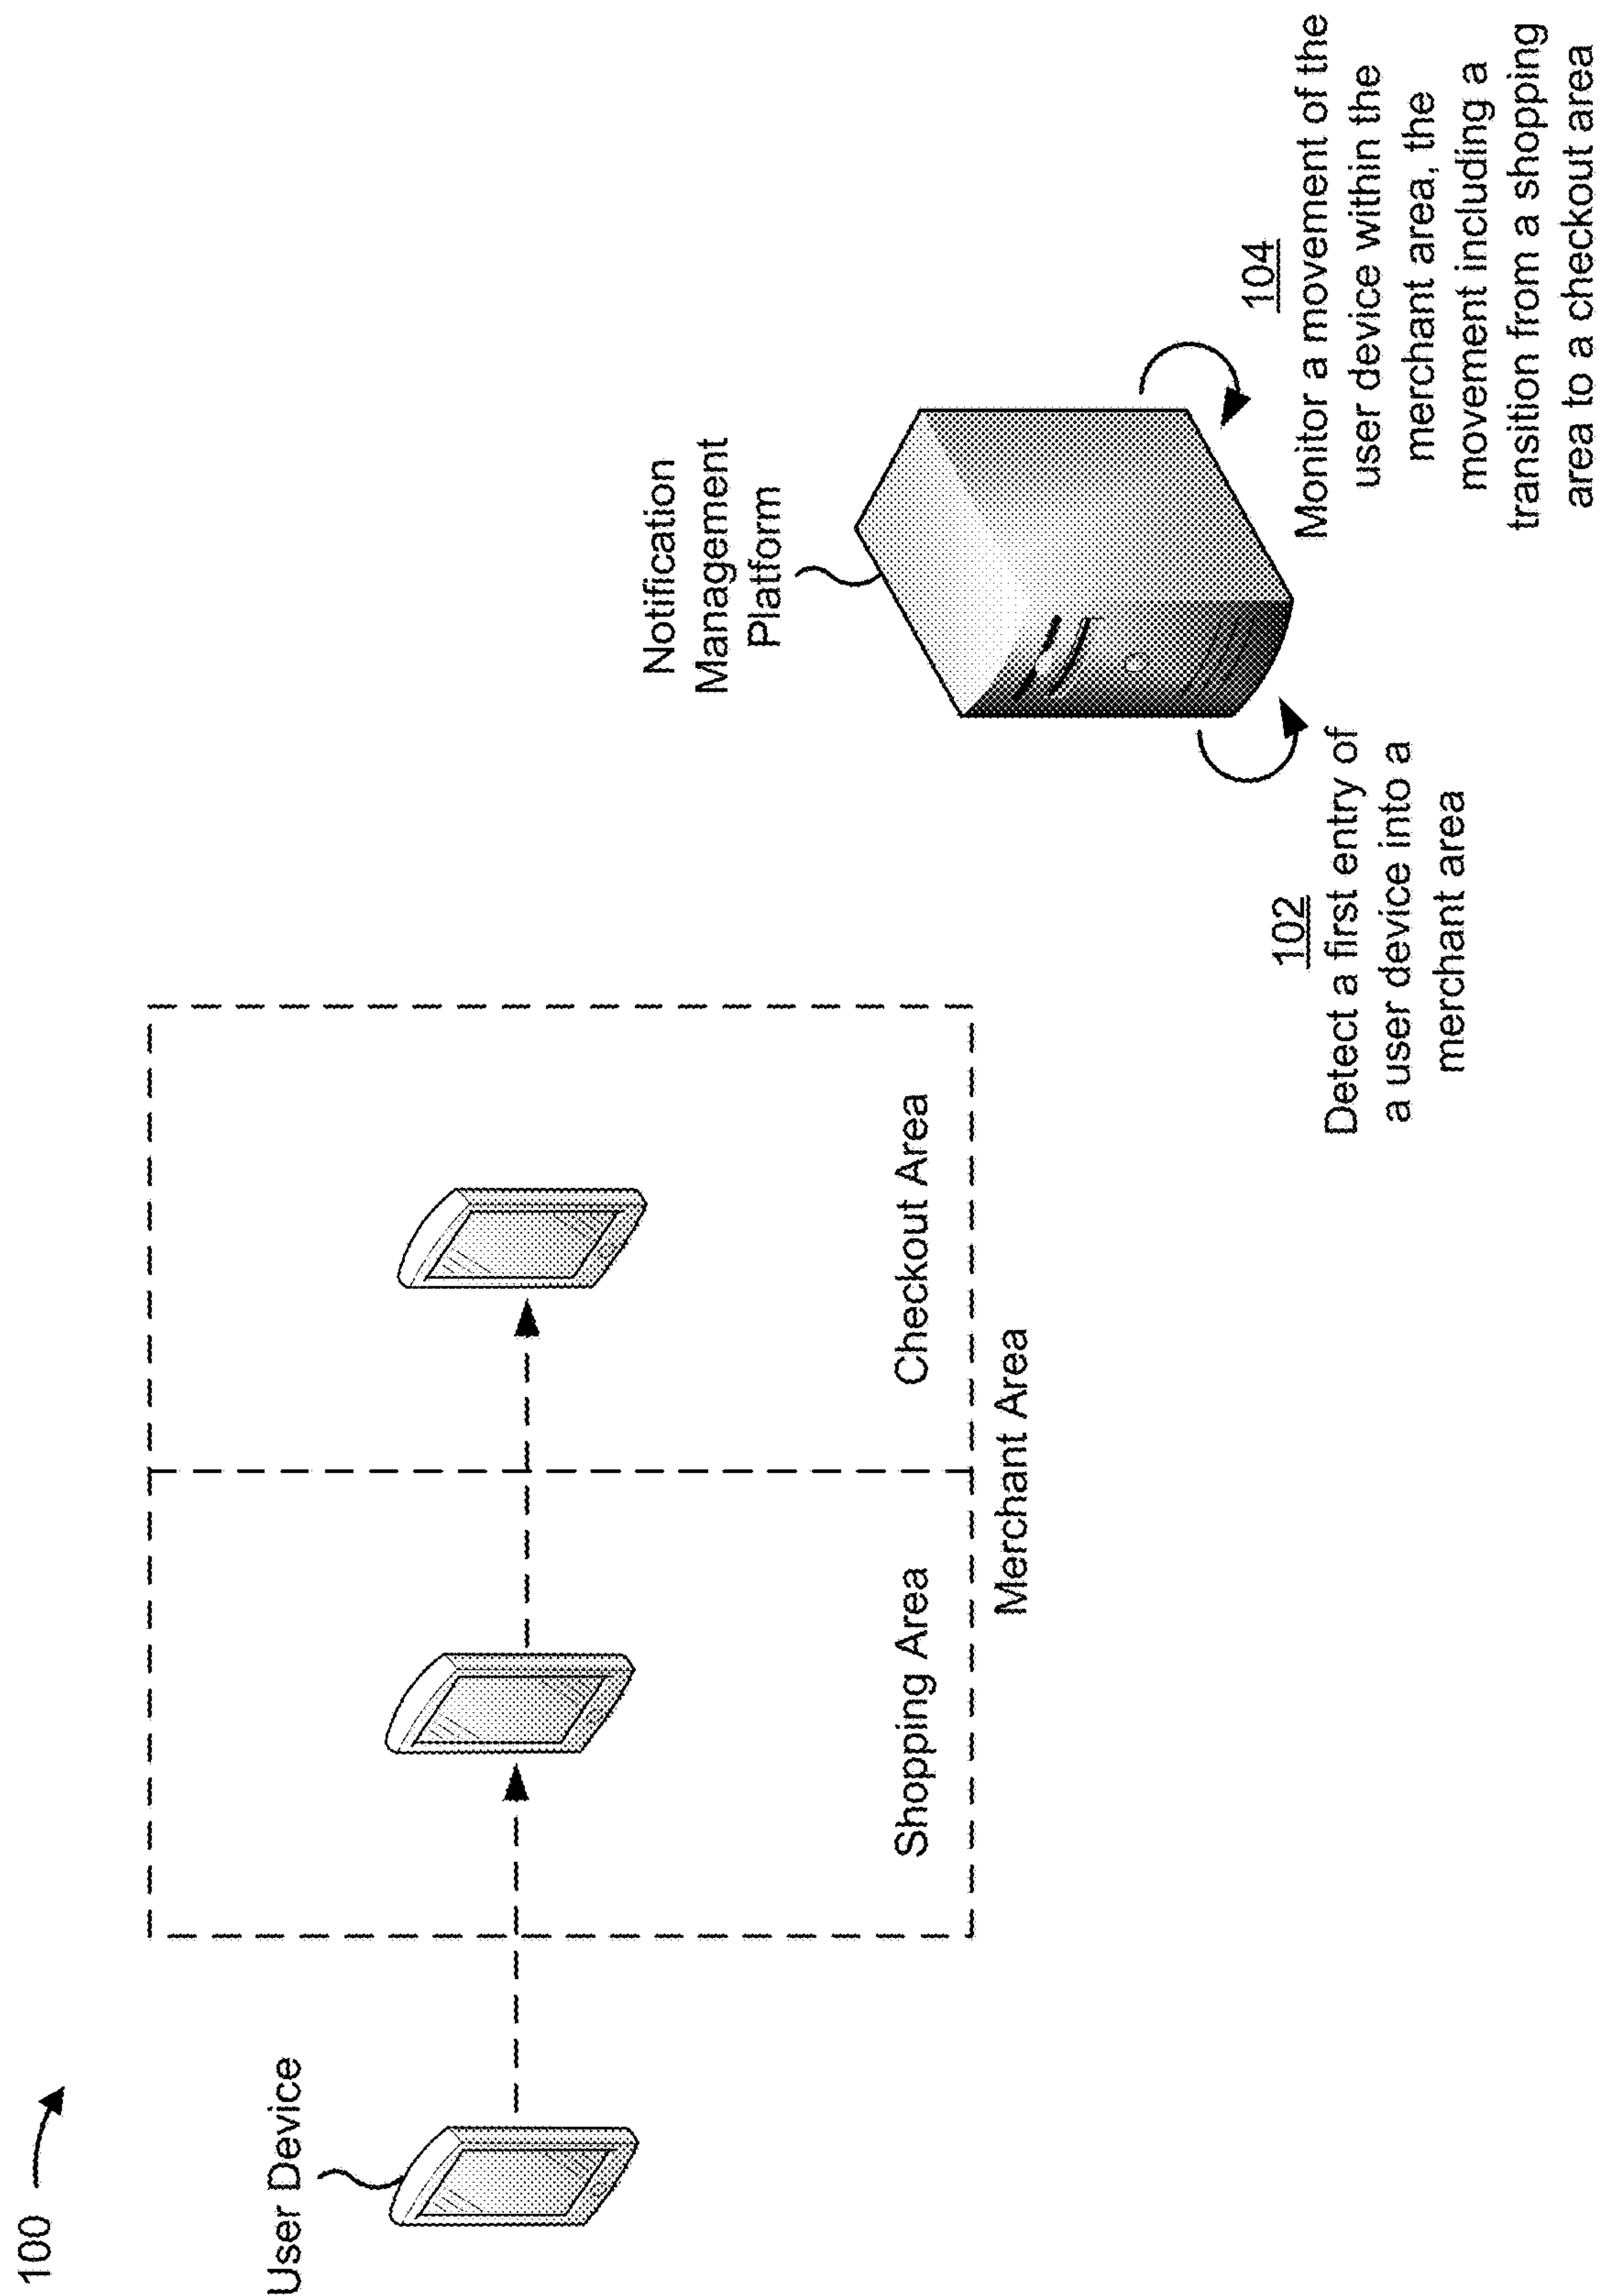 100
User Device
Shopping Area
Checkout Area
Merchant Area
Notification
Management
Platform
102
Detect a first entry of
a user device into a
merchant area
104
Monitor a movement of the
user device within the
merchant area, the
movement including a
transition from a shopping
area to a checkout area